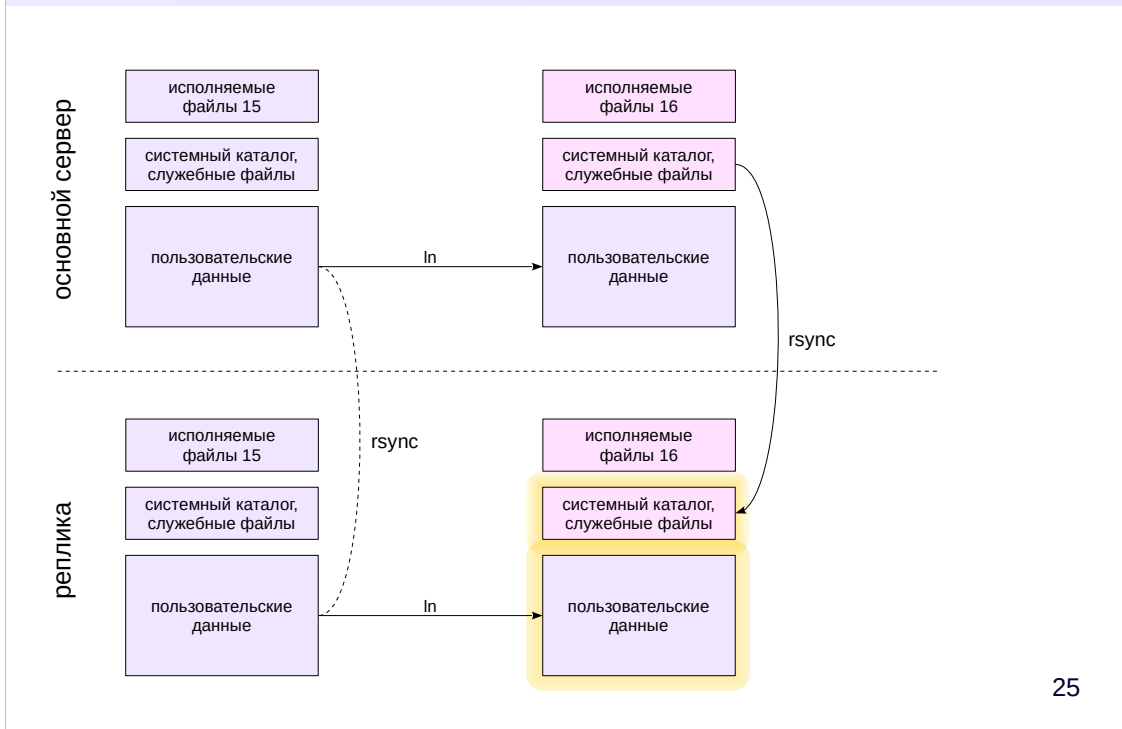 основной сервер
исполняемые
файлы 15
исполняемые
файлы 16
системный каталог,
служебные файлы
системный каталог,
служебные файлы
пользовательские
данные
ln
пользовательские
данные
rsync
реплика
исполняемые
файлы 15
rsync
исполняемые
файлы 16
системный каталог,
служебные файлы
системный каталог,
служебные файлы
пользовательские
данные
ln
пользовательские
данные
25